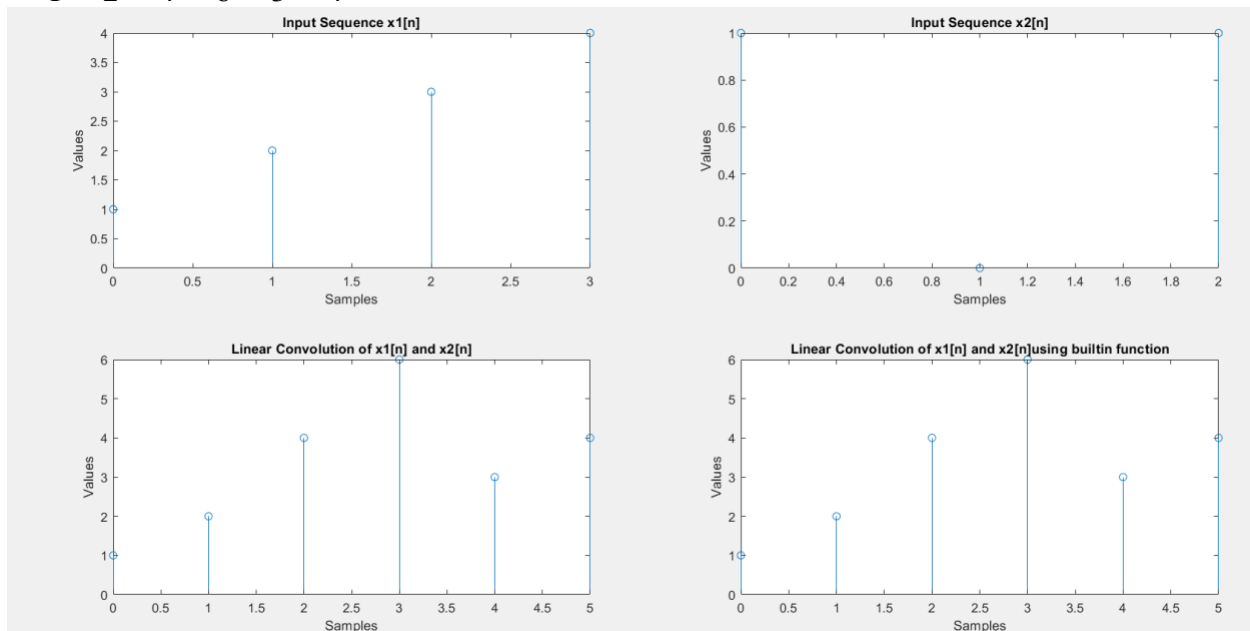 Input Sequence x1[n]
4
3.5
3
2.5
2
1.5
1
0.5
0
Values
0 0.5 1 1.5 2 2.5 3
Samples
Input Sequence x2[n]
1
0.8
0.6
0.4
0.2
0
Values
0 0.2 0.4 0.6 0.8 1 1.2 1.4 1.6 1.8 2
Samples
Linear Convolution of x1[n] and x2[n]
6
5
4
3
2
1
0
Values
0 0.5 1 1.5 2 2.5 3 3.5 4 4.5 5
Samples
Linear Convolution of x1[n] and x2[n]using builtin function
6
5
4
3
2
1
0
Values
0 0.5 1 1.5 2 2.5 3 3.5 4 4.5 5
Samples